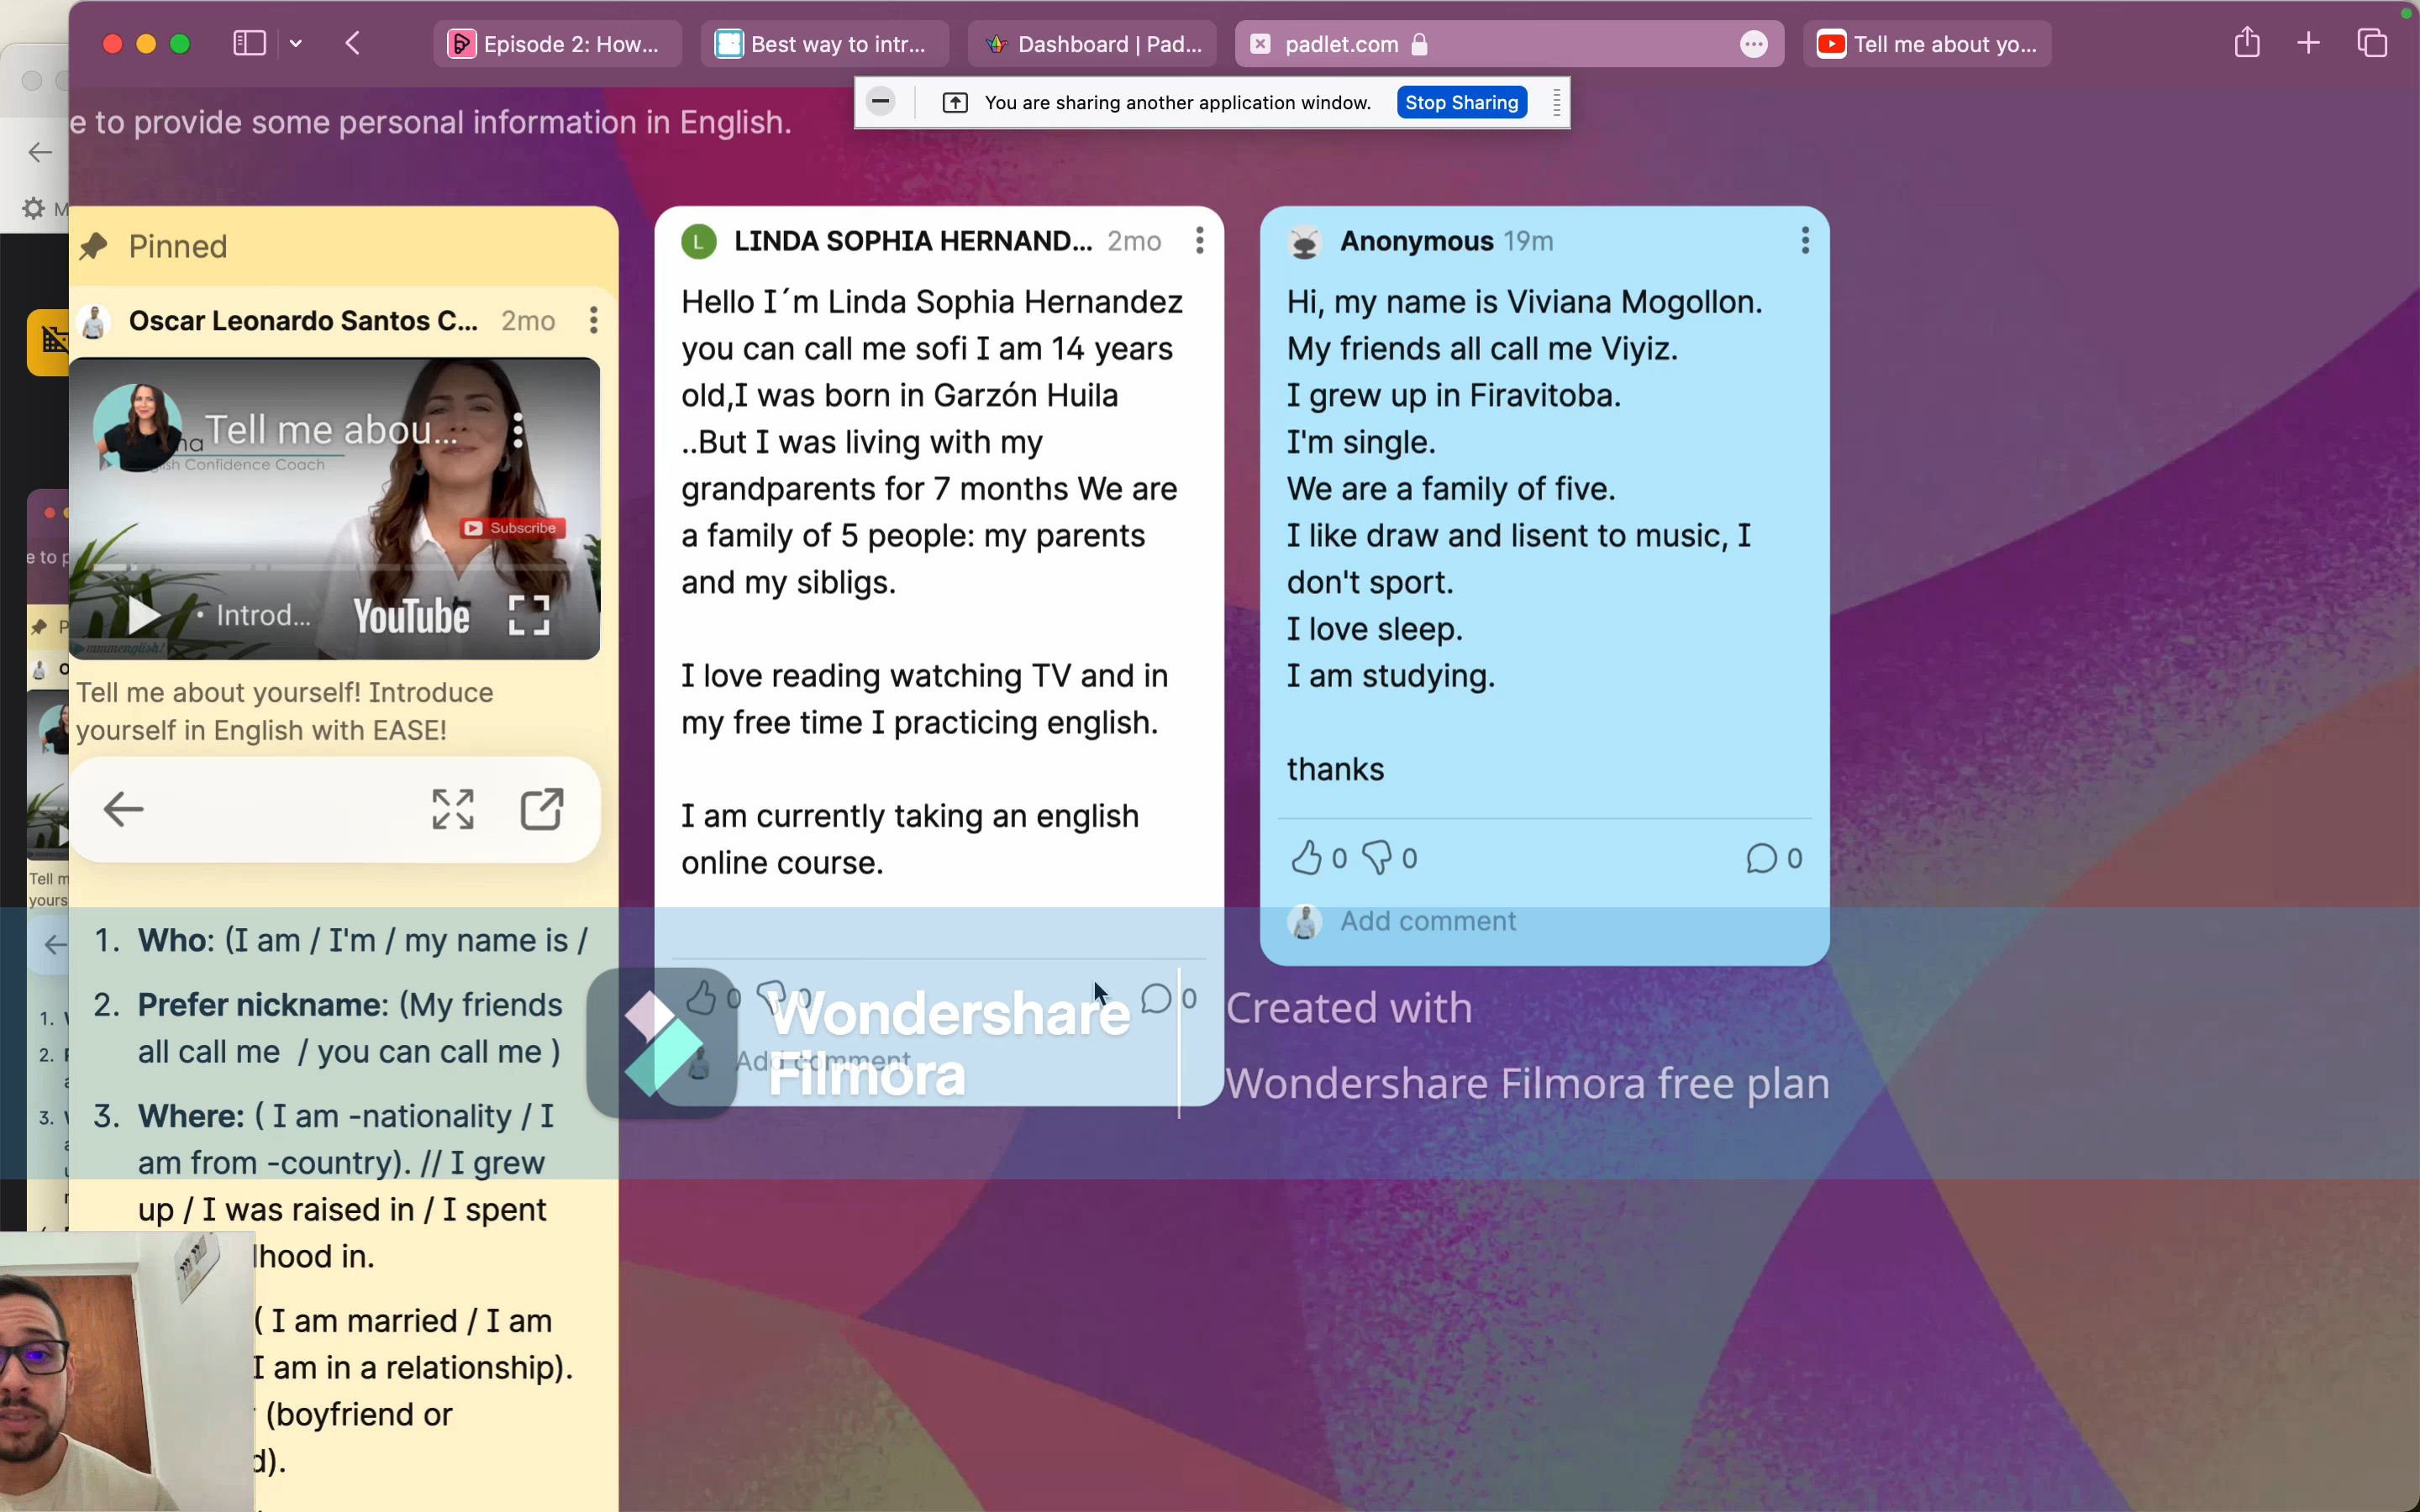 Episode 2: How...
Best way to intr...
Dashboard | Pad...
padlet.com
Tell me about yo...
You are sharing another application window.
Stop Sharing
e to provide some personal information in English.
Pinned
Oscar Leonardo Santos C... 2mo
Tell me abou...
English Confidence Coach
Subscribe
• Introd...
YouTube
mmmenglish!
Tell me about yourself! Introduce
yourself in English with EASE!
1. Who: (I am / I'm / my name is /
2. Prefer nickname: (My friends
all call me / you can call me )
3. Where: ( I am -nationality / I
am from -country). // I grew
up / I was raised in / I spent
lhood in.
( I am married / I am
I am in a relationship).
(boyfriend or
d).
L
LINDA SOPHIA HERNAND... 2mo
Hello I´m Linda Sophia Hernandez
you can call me sofi I am 14 years
old,I was born in Garzón Huila
..But I was living with my
grandparents for 7 months We are
a family of 5 people: my parents
and my sibligs.
I love reading watching TV and in
my free time I practicing english.
I am currently taking an english
online course.
0 0 0
Add comment
Anonymous 19m
Hi, my name is Viviana Mogollon.
My friends all call me Viyiz.
I grew up in Firavitoba.
I'm single.
We are a family of five.
I like draw and lisent to music, I
don't sport.
I love sleep.
I am studying.
thanks
0 0 0
Add comment
Wondershare
Filmora
Created with
Wondershare Filmora free plan